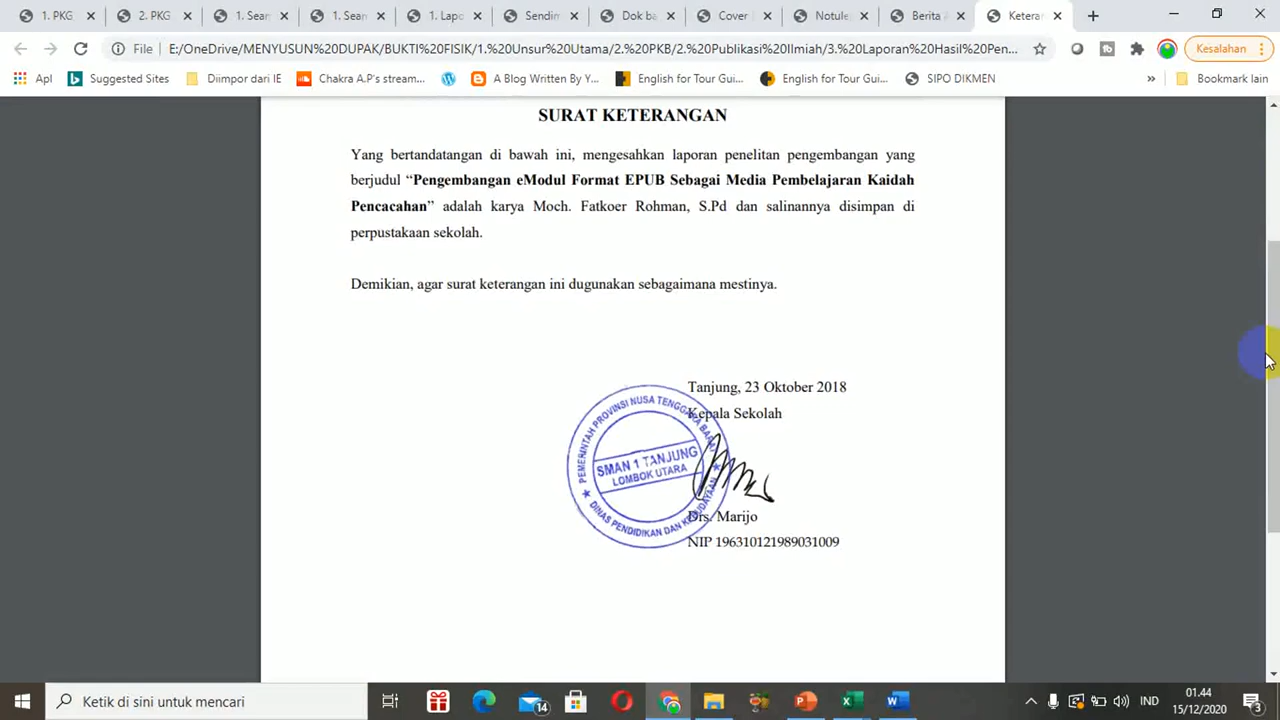 1. PKG
2. PKG
1. Sean
1. Sean
1. Lapo
Sendin
Dok ba
Cover
Notule
Berita A
Keteran
File
E:/OneDrive/MENYUSUN%20DUPAK/BUKTI%20FISIK/1.%20Unsur%20Utama/2.%20PKB/2.%20Publikasi%20Ilmiah/3.%20Laporan%20Hasil%20Pen...
Kesalahan
Apl
Suggested Sites
Diimpor dari IE
Chakra A.P's stream...
A Blog Written By Y...
English for Tour Gui...
English for Tour Gui...
SIPO DIKMEN
»
Bookmark lain
SURAT KETERANGAN
Yang bertandatangan di bawah ini, mengesahkan laporan penelitan pengembangan yang
berjudul “Pengembangan eModul Format EPUB Sebagai Media Pembelajaran Kaidah
Pencacahan” adalah karya Moch. Fatkoer Rohman, S.Pd dan salinannya disimpan di
perpustakaan sekolah.
Demikian, agar surat keterangan ini dugunakan sebagaimana mestinya.
Tanjung, 23 Oktober 2018
Kepala Sekolah
PEMERINTAH PROVINSI NUSA TENGGARA BARAT
SMAN 1 TANJUNG
LOMBOK UTARA
DINAS PENDIDIKAN DAN KEBUDAYAAN
Drs. Marijo
NIP 196310121989031009
Ketik di sini untuk mencari
14
IND
01.44
15/12/2020
3